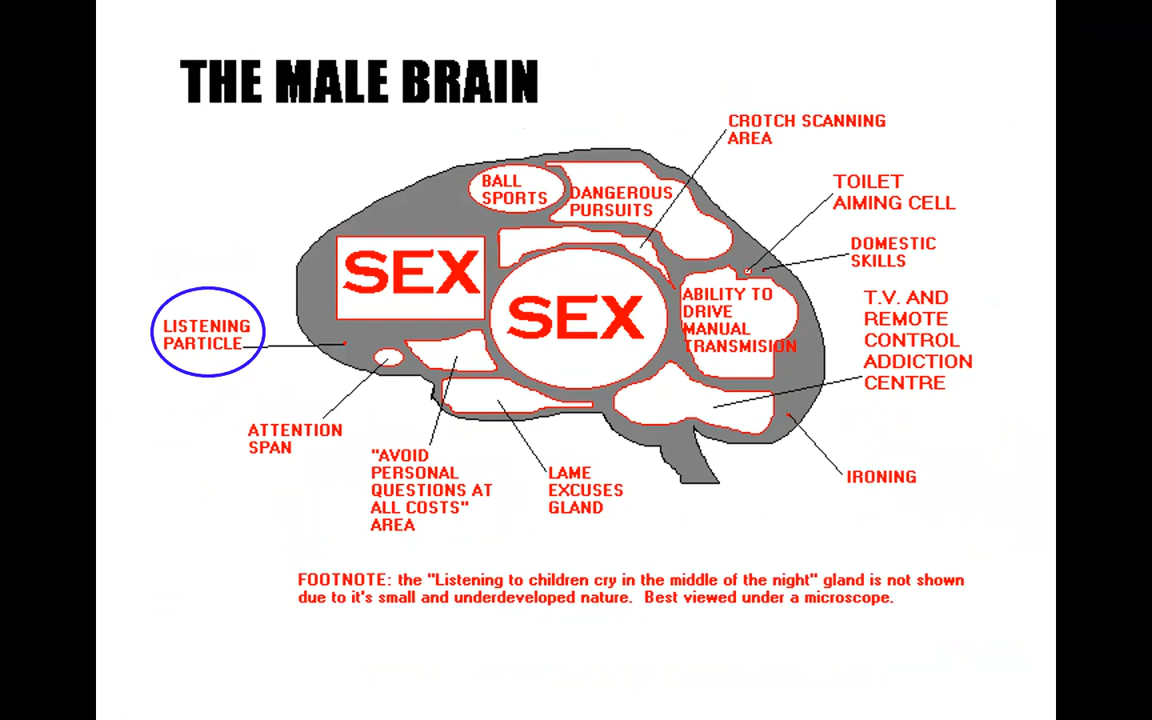 THE MALE BRAIN
CROTCH SCANNING
AREA
BALL
SPORTS
DANGEROUS
PURSUITS
TOILET
AIMING CELL
DOMESTIC
SKILLS
SEX
SEX
ABILITY TO
DRIVE
MANUAL
TRANSMISION
T.V. AND
REMOTE
CONTROL
ADDICTION
CENTRE
LISTENING
PARTICLE
ATTENTION
SPAN
"AVOID
PERSONAL
QUESTIONS AT
ALL COSTS"
AREA
LAME
EXCUSES
GLAND
IRONING
FOOTNOTE: the "Listening to children cry in the middle of the night" gland is not shown
due to it's small and underdeveloped nature. Best viewed under a microscope.